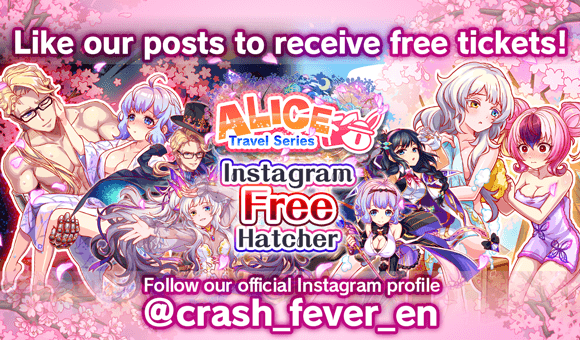 Like our posts to receive free tickets!
ALICE
Travel Series
Instagram
Free
Hatcher
Follow our official Instagram profile
@crash_fever_en